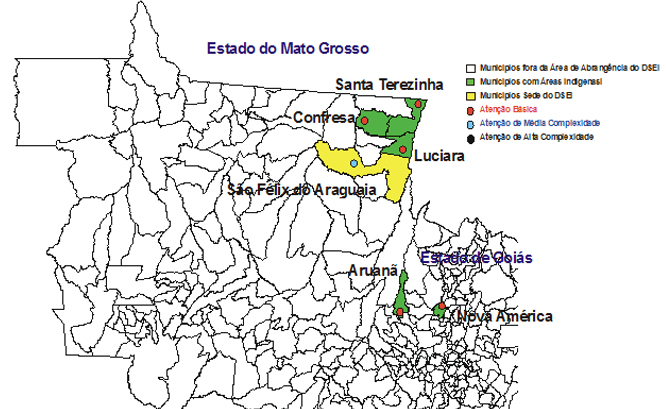 Estado do Mato Grosso
Municípios fora da Área de Abrangência do DSEI
Municípios com Áreas Indígenas!
Municípios Sede do DSEI
Atenção Básica
Atenção de Média Complexidade
Atenção de Alta Complexidade
Santa Terezinha
Confresa
Luciara
São Félix do Araguaia
Estado de Goiás
Aruanã
Nova América